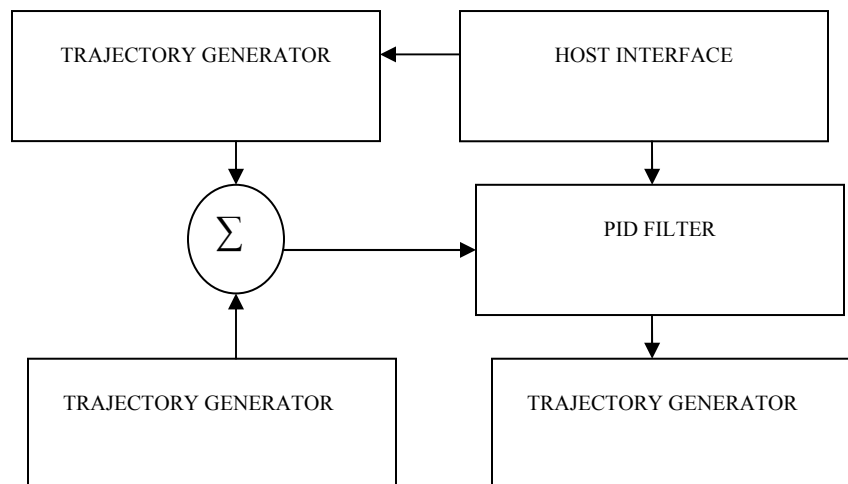 TRAJECTORY GENERATOR
HOST INTERFACE
∑
PID FILTER
TRAJECTORY GENERATOR
TRAJECTORY GENERATOR